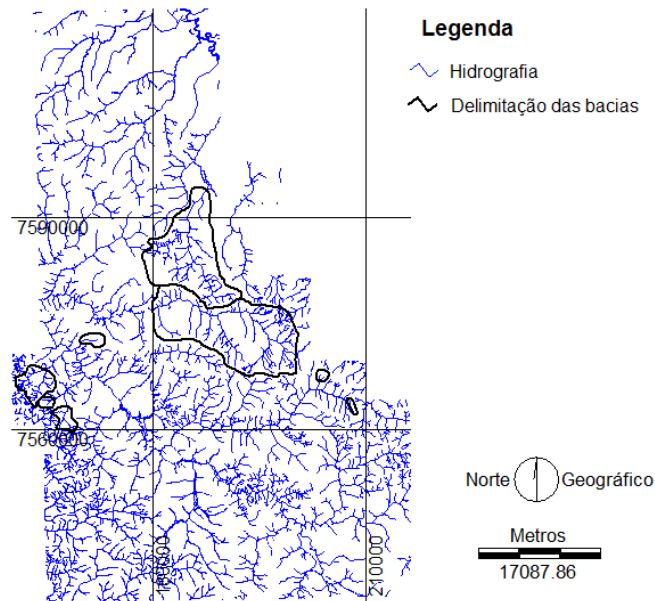 Legenda
Hidrografia
Delimitação das bacias
7590000
7560000
180000
210000
Norte Geográfico
Metros
17087.86